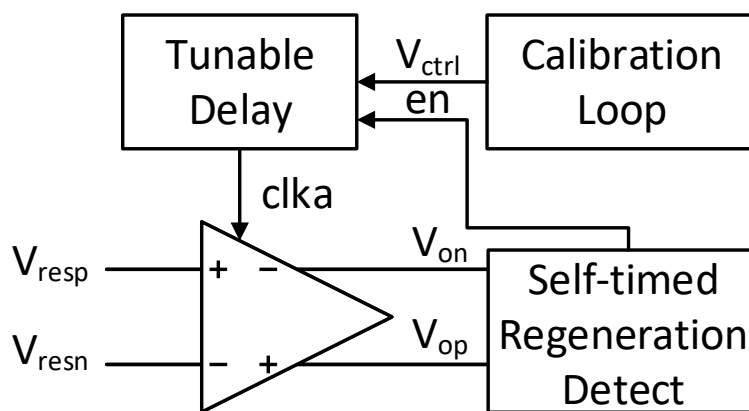 Tunable
Delay
V_ctrl
en
Calibration
Loop
clka
V_resp
+ −
V_on
V_resn
− +
V_op
Self-timed
Regeneration
Detect